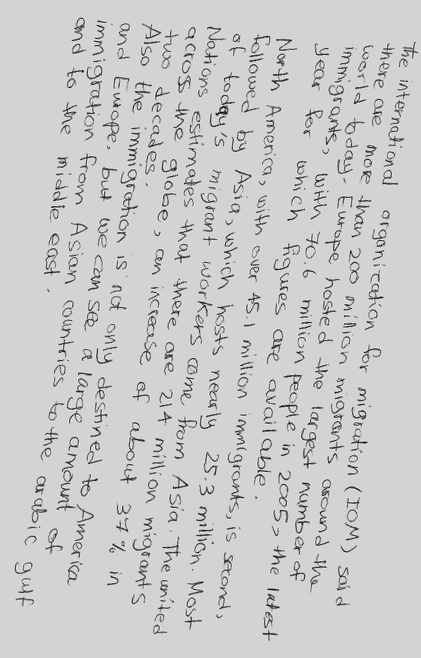 The international organization for migration (IOM) said
there are more than 200 million migrants around the
world today. Europe hosted the largest number of
immigrants, with 70.6 million people in 2005, the latest
year for which figures are available.
North America, with over 45.1 million immigrants, is second,
followed by Asia, which hosts nearly 25.3 million. Most
of today's migrant workers come from Asia. The united
Nations estimates that there are 214 million migrants
across the globe, an increase of about 37% in
two decades.
Also the immigration is not only destined to America
and Europe, but we can see a large amount of
immigration from Asian countries to the arabic gulf
and to the middle east.